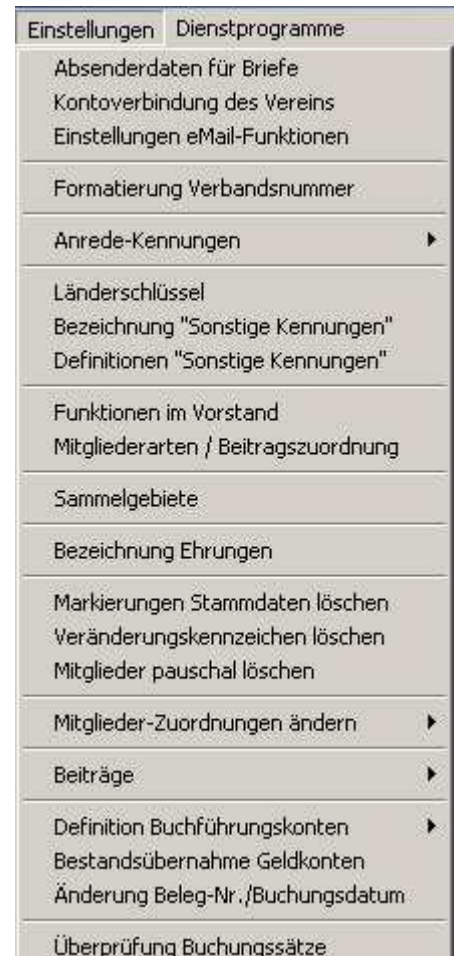 Einstellungen Dienstprogramme
Absenderdaten für Briefe
Kontoverbindung des Vereins
Einstellungen eMail-Funktionen
Formatierung Verbandsnummer
Anrede-Kennungen
Länderschlüssel
Bezeichnung "Sonstige Kennungen"
Definitionen "Sonstige Kennungen"
Funktionen im Vorstand
Mitgliederarten / Beitragszuordnung
Sammelgebiete
Bezeichnung Ehrungen
Markierungen Stammdaten löschen
Veränderungskennzeichen löschen
Mitglieder pauschal löschen
Mitglieder-Zuordnungen ändern
Beiträge
Definition Buchführungskonten
Bestandsübernahme Geldkonten
Änderung Beleg-Nr./Buchungsdatum
Überprüfung Buchungssätze